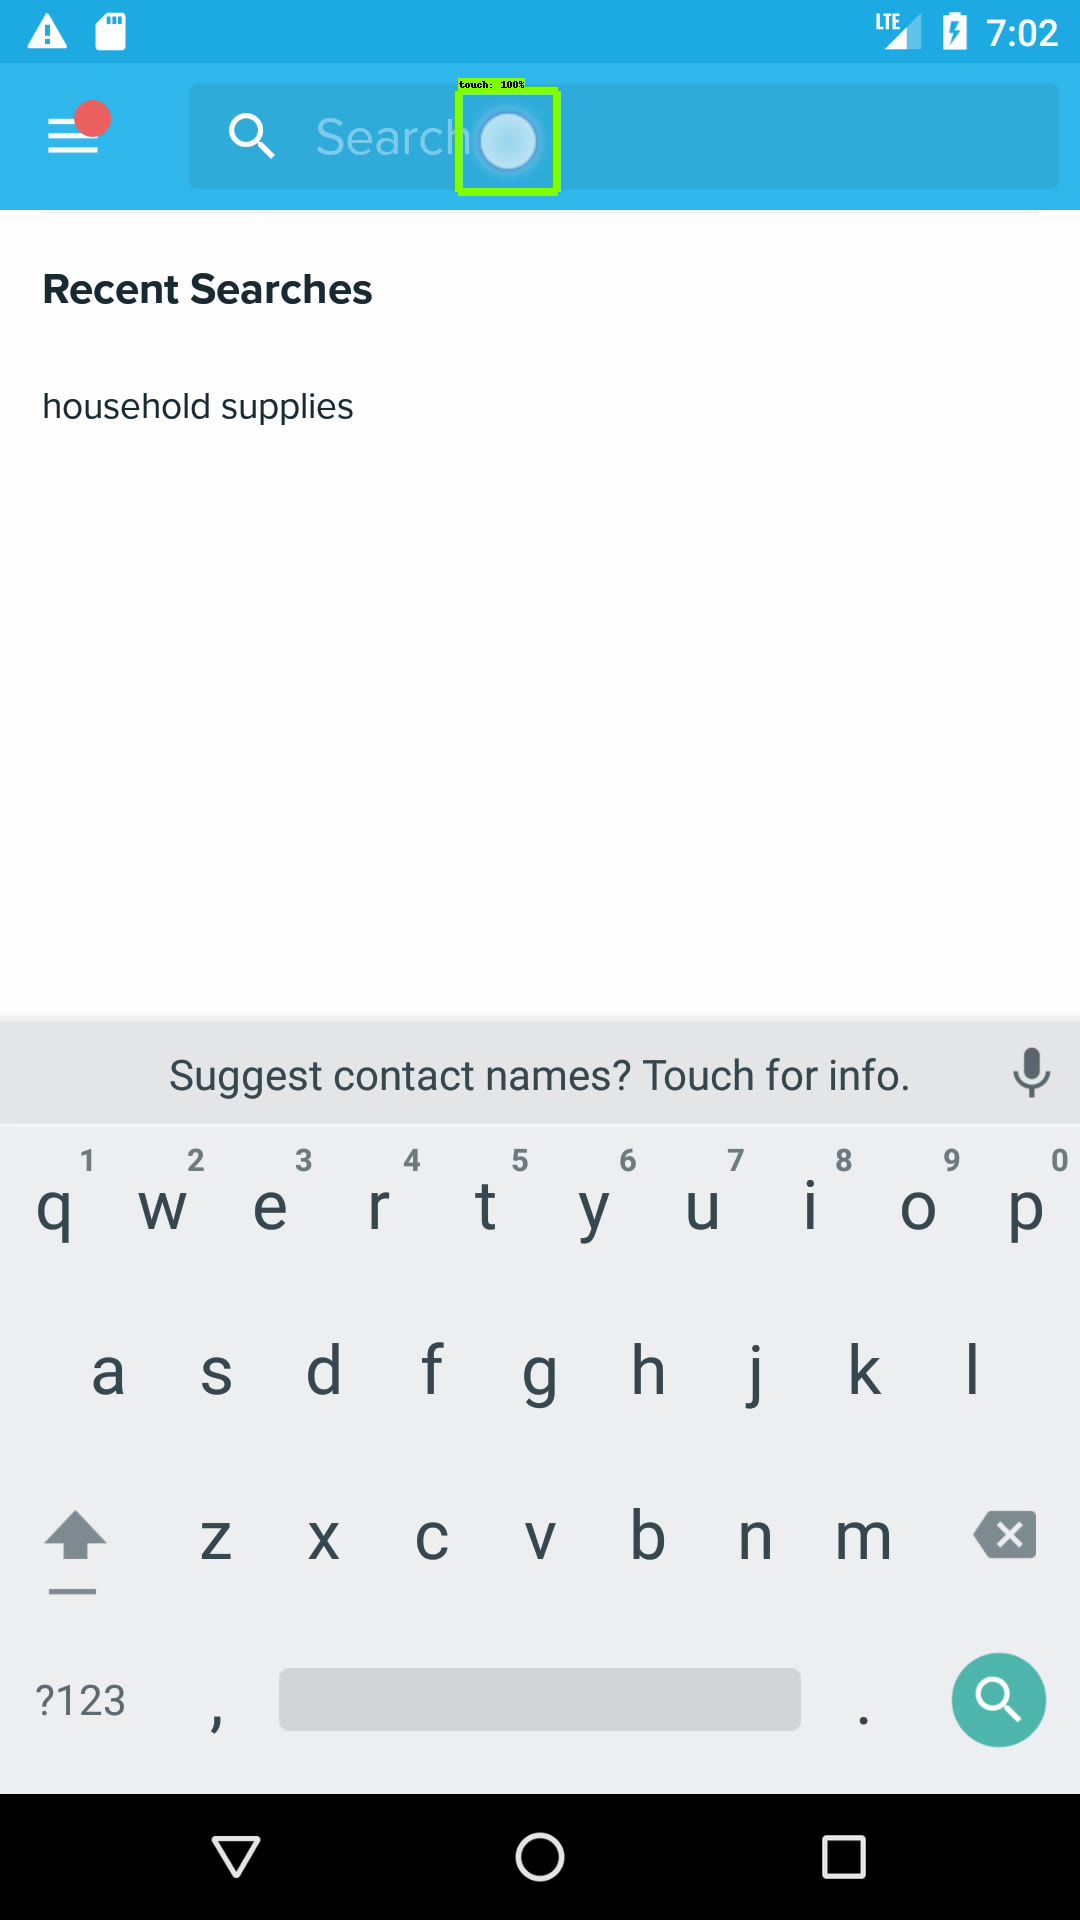 LTE 7:02
touch: 100%
Search
Recent Searches
household supplies
Suggest contact names? Touch for info.
1 2 3 4 5 6 7 8 9 0
q w e r t y u i o p
a s d f g h j k l
z x c v b n m
?123 , .